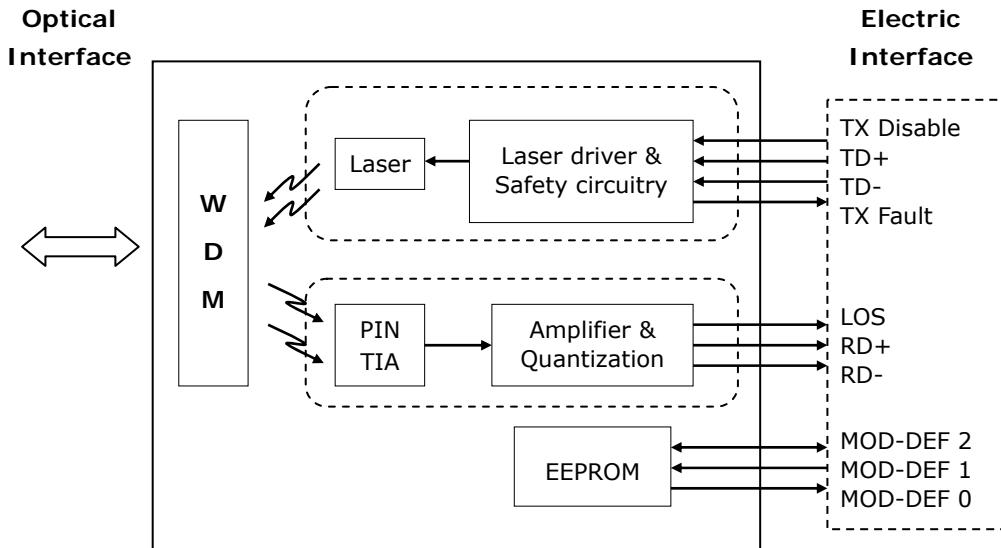 Optical
Interface
Electric
Interface
W
D
M
Laser
Laser driver &
Safety circuitry
TX Disable
TD+
TD-
TX Fault
PIN
TIA
Amplifier &
Quantization
LOS
RD+
RD-
EEPROM
MOD-DEF 2
MOD-DEF 1
MOD-DEF 0